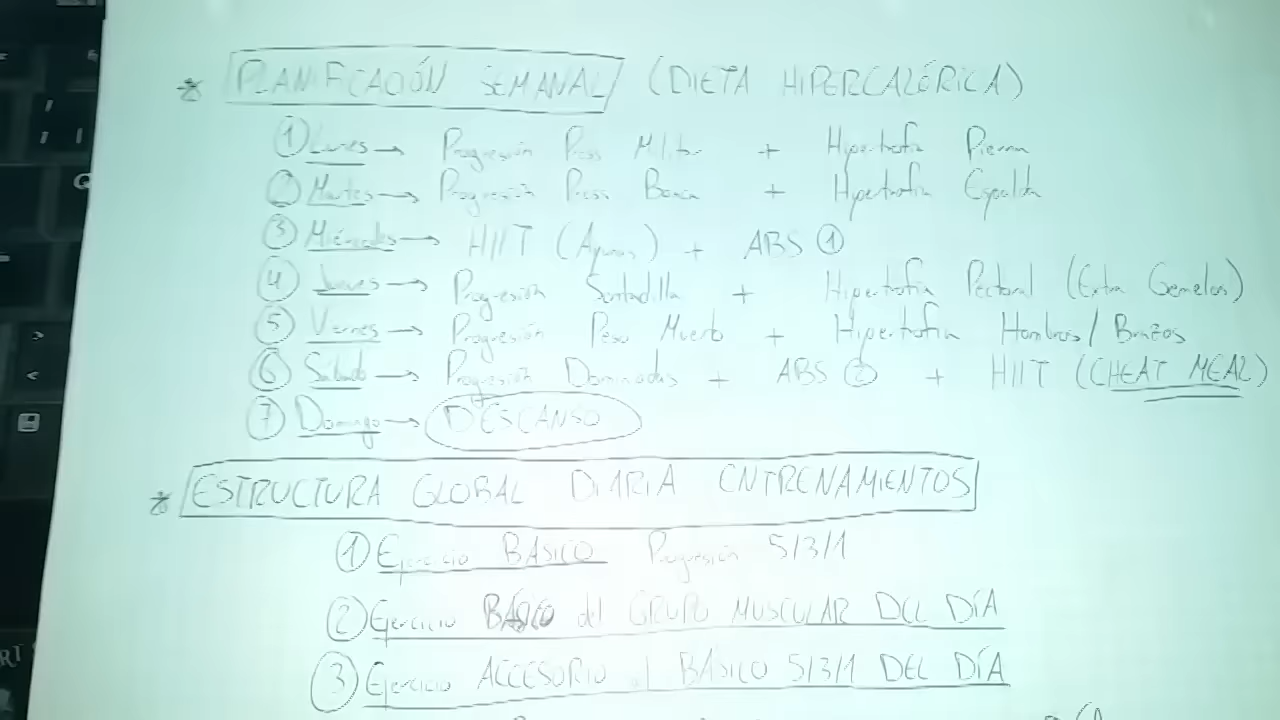 * PLANIFICACIÓN SEMANAL (DIETA HIPERCALÓRICA)
① Lunes → Progresión Press Militar + Hipertrofia Pierna
② Martes → Progresión Press Banca + Hipertrofia Espalda
③ Miércoles → HIIT (Ayunas) + ABS ①
④ Jueves → Progresión Sentadilla + Hipertrofia Pectoral (Extra Gemelos)
⑤ Viernes → Progresión Peso Muerto + Hipertrofia Hombros/Brazos
⑥ Sábado → Progresión Dominadas + ABS ② + HIIT (CHEAT MEAL)
⑦ Domingo → DESCANSO
* ESTRUCTURA GLOBAL DIARIA ENTRENAMIENTOS
① Ejercicio BÁSICO Progresión 5/3/1
② Ejercicio BÁSICO del GRUPO MUSCULAR DEL DÍA
③ Ejercicio ACCESORIO al BÁSICO 5/3/1 DEL DÍA